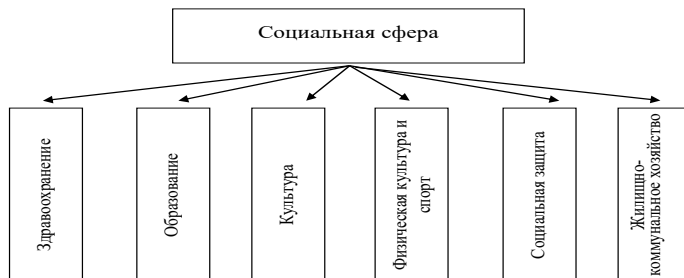 Социальная сфера
Здравоохранение
Образование
Культура
Физическая культура и
спорт
Социальная защита
Жилищно-
коммунальное хозяйство